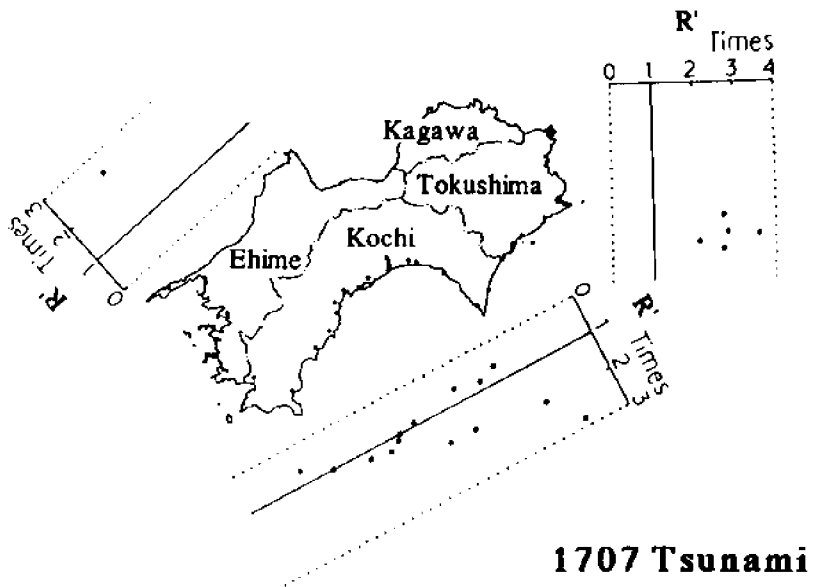 R'
Times
0 1 2 3 4
Kagawa
Tokushima
Kochi
Ehime
3 2 1 0
R' Times
0 1 2 3
R' Times
1707 Tsunami